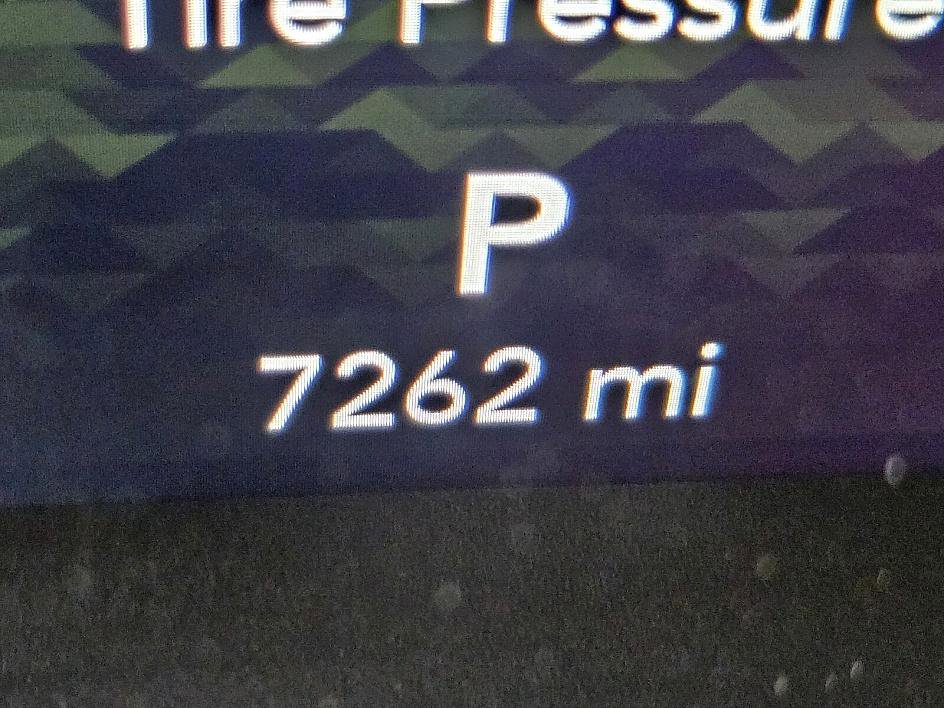 Tire Pressure
P
7262 mi